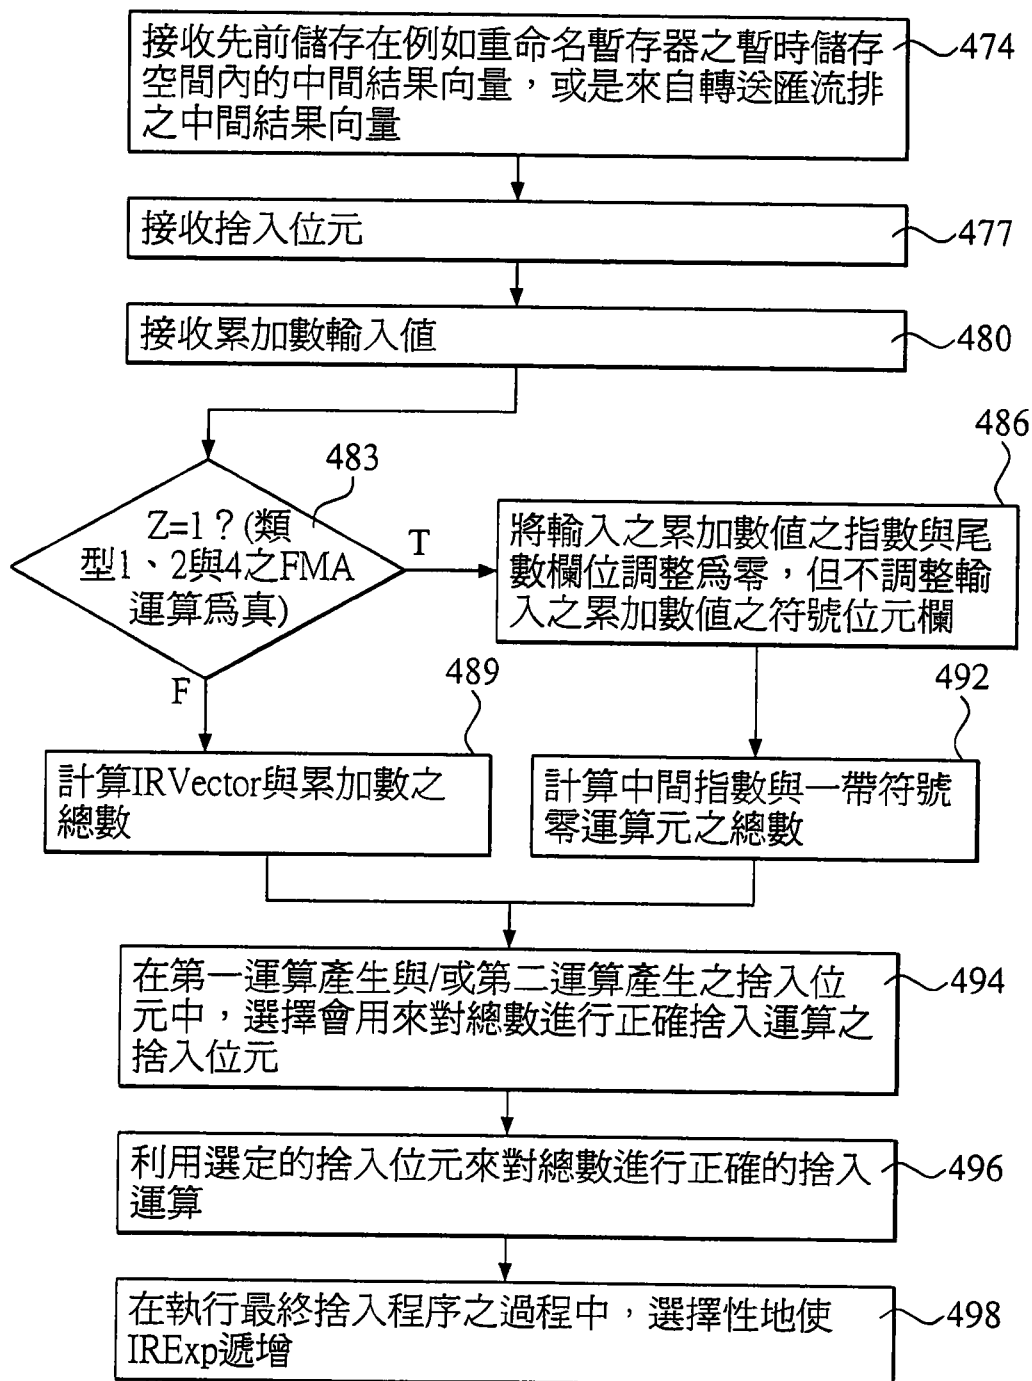 接收先前儲存在例如重命名暫存器之暫時儲存
空間內的中間結果向量，或是來自轉送匯流排
之中間結果向量
474
接收捨入位元
477
接收累加數輸入值
480
483
Z=1？(類
型1、2與4之FMA
運算爲真)
T
F
486
將輸入之累加數值之指數與尾
數欄位調整爲零，但不調整輸
入之累加數值之符號位元欄
489
計算IRVector與累加數之
總數
492
計算中間指數與一帶符號
零運算元之總數
在第一運算產生與/或第二運算產生之捨入位
元中，選擇會用來對總數進行正確捨入運算之
捨入位元
494
利用選定的捨入位元來對總數進行正確的捨入
運算
496
在執行最終捨入程序之過程中，選擇性地使
IRExp遞增
498